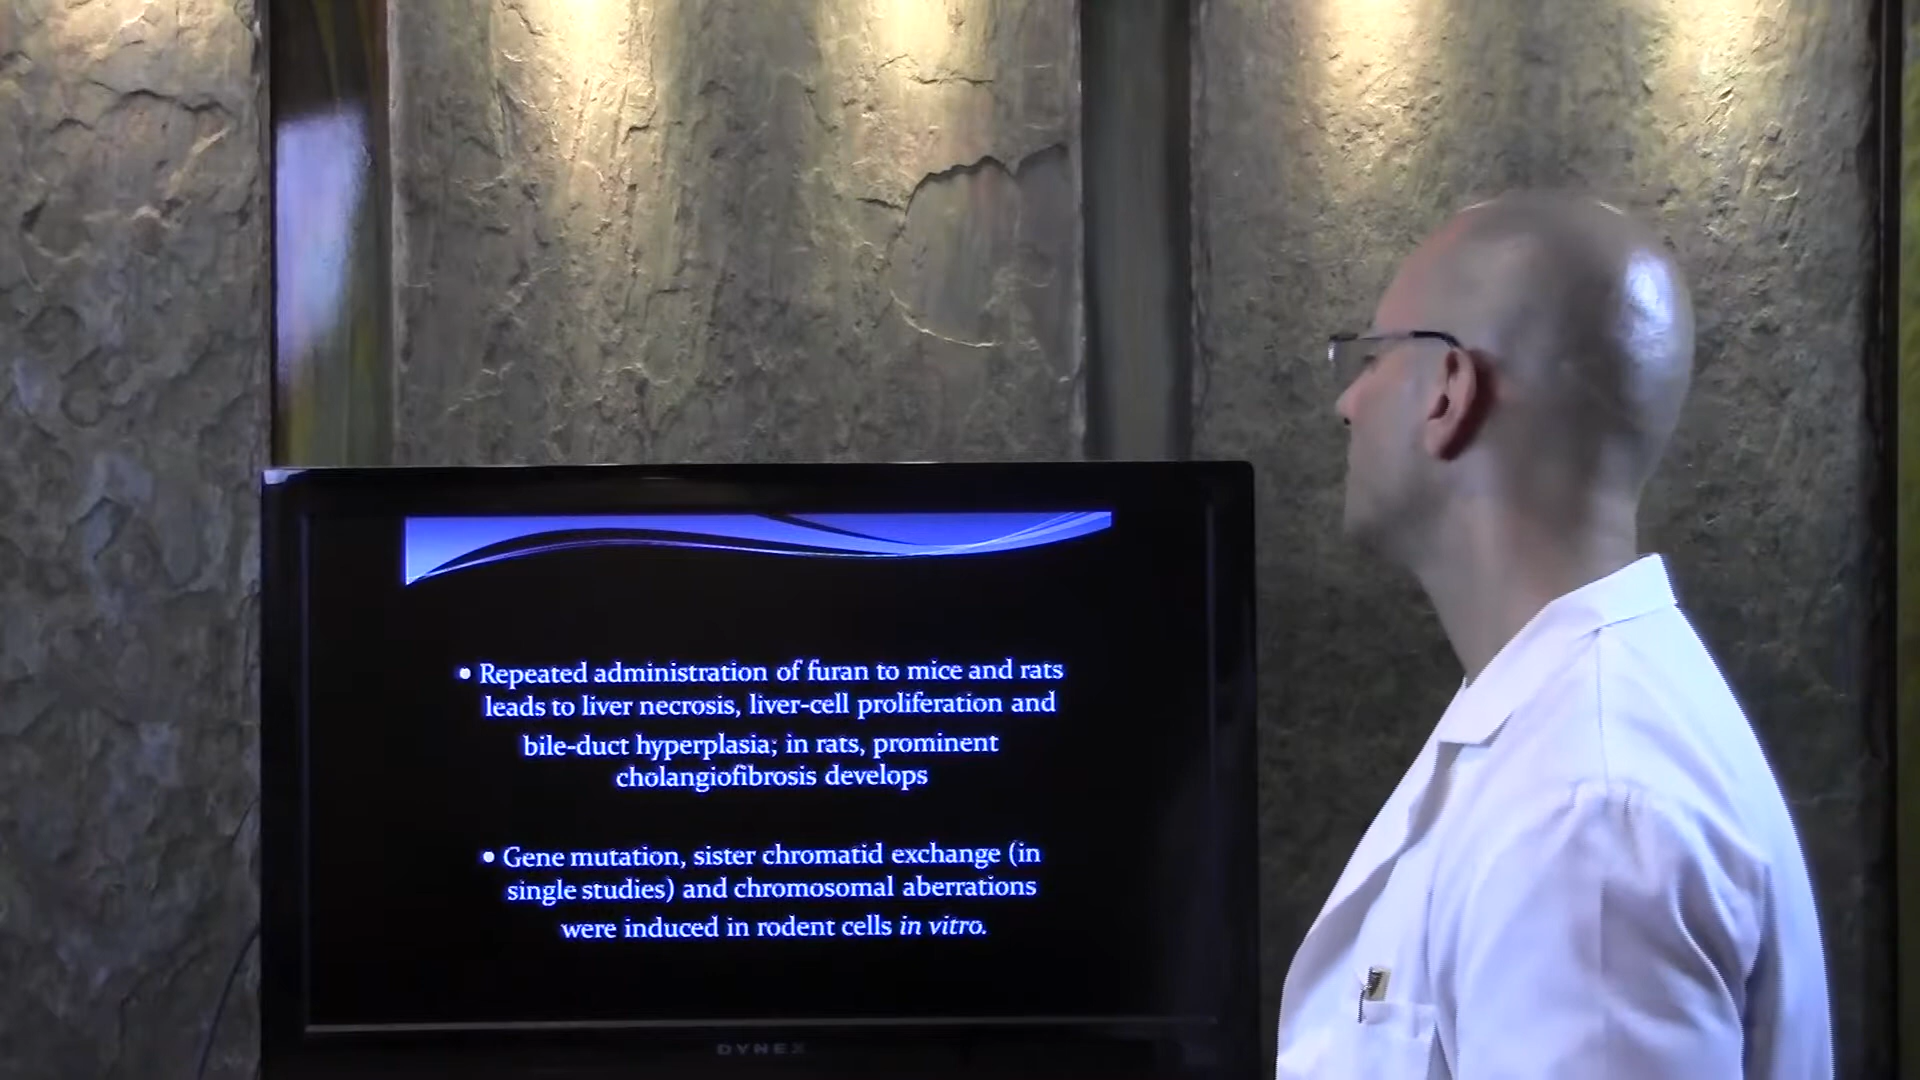 • Repeated administration of furan to mice and rats
leads to liver necrosis, liver-cell proliferation and
bile-duct hyperplasia; in rats, prominent
cholangiofibrosis develops
• Gene mutation, sister chromatid exchange (in
single studies) and chromosomal aberrations
were induced in rodent cells in vitro.
DYNEX